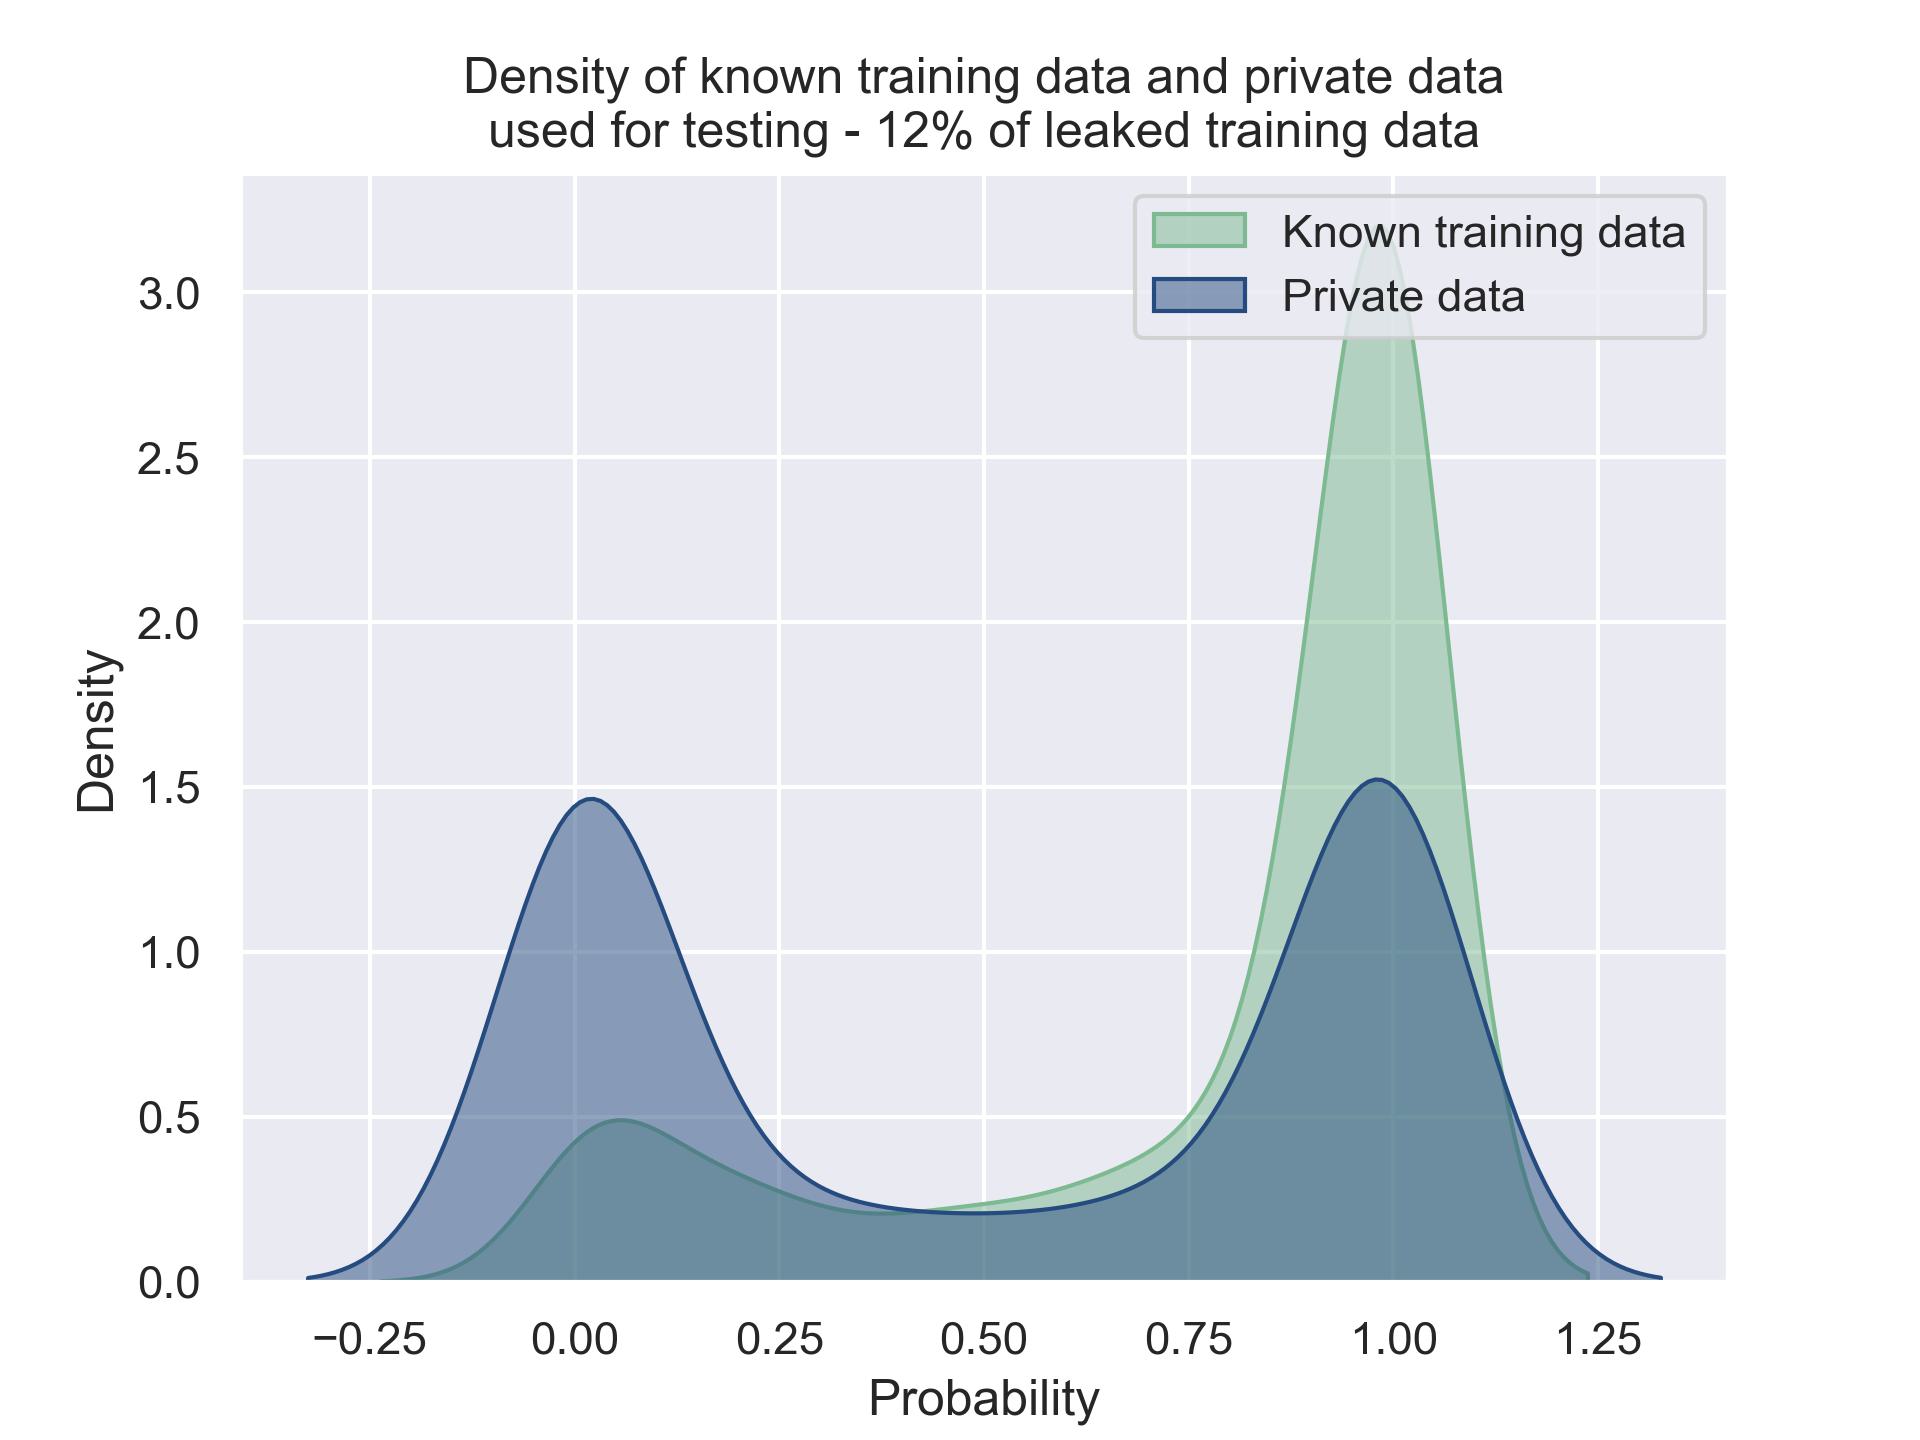 Density of known training data and private data
used for testing - 12% of leaked training data
Known training data
Private data
Density
3.0
2.5
2.0
1.5
1.0
0.5
0.0
−0.25 0.00 0.25 0.50 0.75 1.00 1.25
Probability